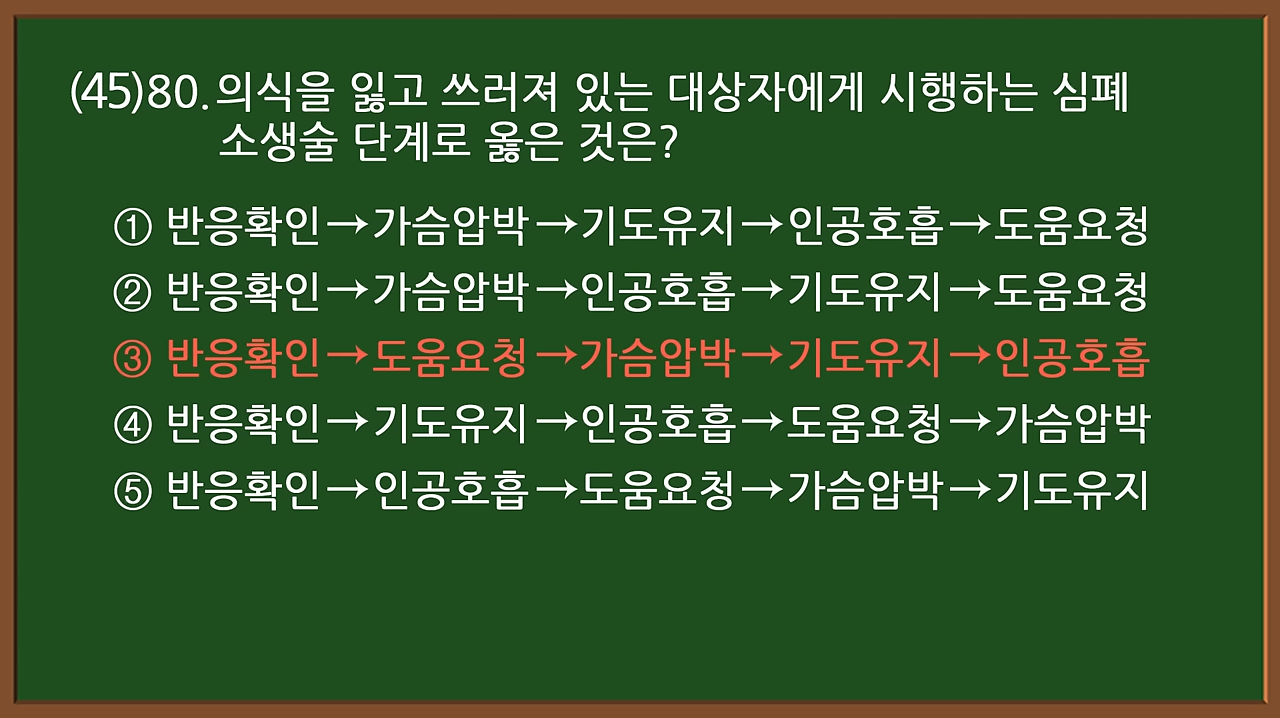 (45)80. 의식을 잃고 쓰러져 있는 대상자에게 시행하는 심폐
소생술 단계로 옳은 것은?
① 반응확인→가슴압박→기도유지→인공호흡→도움요청
② 반응확인→가슴압박→인공호흡→기도유지→도움요청
③ 반응확인→도움요청→가슴압박→기도유지→인공호흡
④ 반응확인→기도유지→인공호흡→도움요청→가슴압박
⑤ 반응확인→인공호흡→도움요청→가슴압박→기도유지